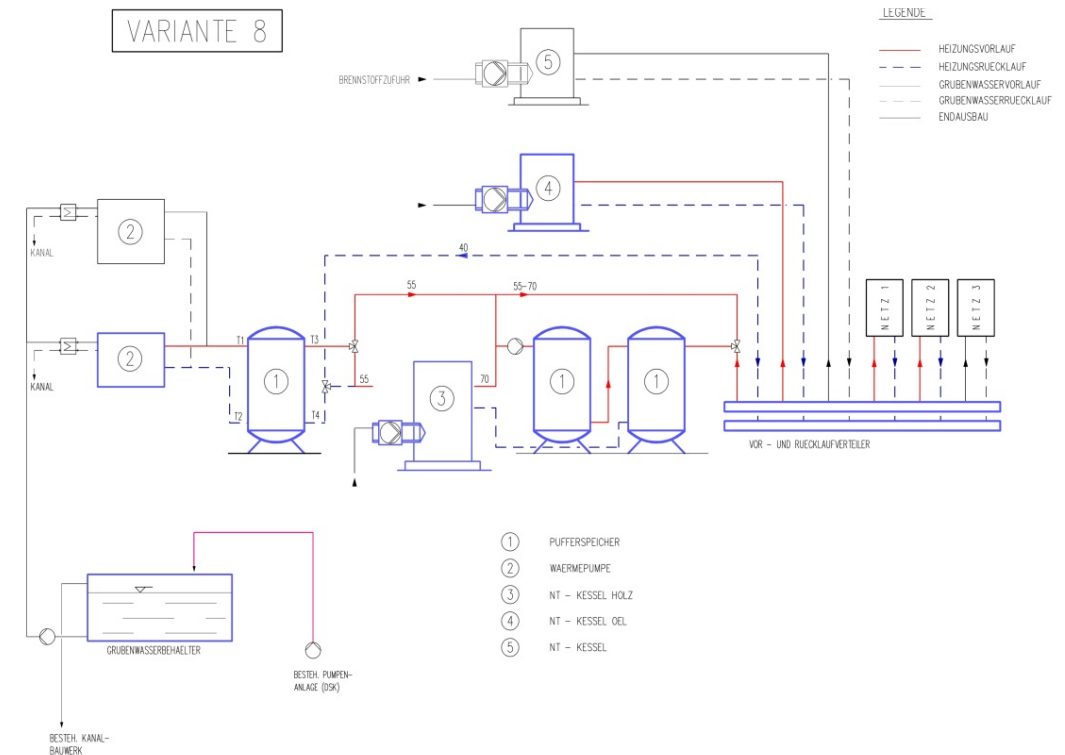 VARIANTE 8
LEGENDE
HEIZUNGSVORLAUF
HEIZUNGSRUECKLAUF
GRUBENWASSERVORLAUF
GRUBENWASSERRUECKLAUF
ENDAUSBAU
BRENNSTOFFZUFUHR
5
4
M
2
KANAL
40
55
55-70
NETZ 1
NETZ 2
NETZ 3
M
2
KANAL
T1
T3
T2
T4
1
55
70
3
1
1
VOR - UND RUECKLAUFVERTEILER
1 PUFFERSPEICHER
2 WAERMEPUMPE
3 NT - KESSEL HOLZ
4 NT - KESSEL OEL
5 NT - KESSEL
GRUBENWASSERBEHAELTER
BESTEH. PUMPEN-
ANLAGE (DSK)
BESTEH. KANAL-
BAUWERK